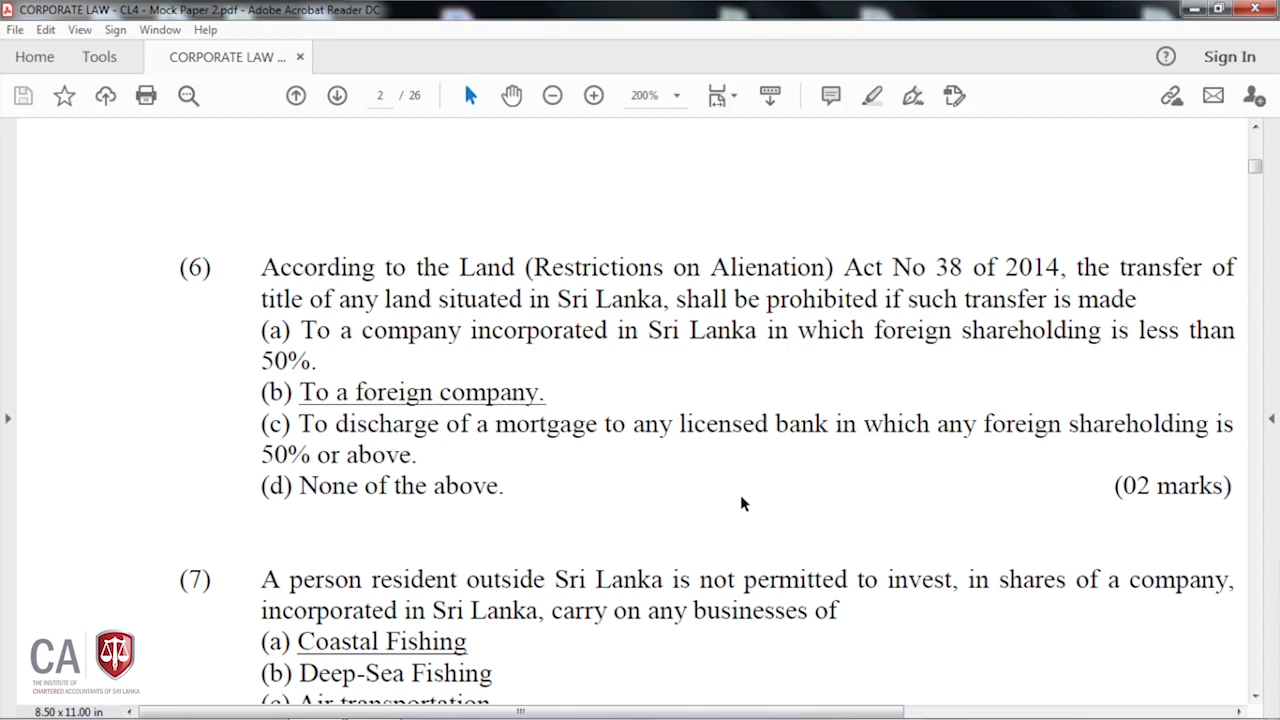 CORPORATE LAW - CL4 - Mock Paper 2.pdf - Adobe Acrobat Reader DC
File Edit View Sign Window Help
Home Tools CORPORATE LAW ... × Sign In
2 / 26 200%
(6) According to the Land (Restrictions on Alienation) Act No 38 of 2014, the transfer of
title of any land situated in Sri Lanka, shall be prohibited if such transfer is made
(a) To a company incorporated in Sri Lanka in which foreign shareholding is less than
50%.
(b) To a foreign company.
(c) To discharge of a mortgage to any licensed bank in which any foreign shareholding is
50% or above.
(d) None of the above. (02 marks)
(7) A person resident outside Sri Lanka is not permitted to invest, in shares of a company,
incorporated in Sri Lanka, carry on any businesses of
(a) Coastal Fishing
(b) Deep-Sea Fishing
(c) Air transportation
CA
THE INSTITUTE OF
CHARTERED ACCOUNTANTS OF SRI LANKA
8.50 x 11.00 in